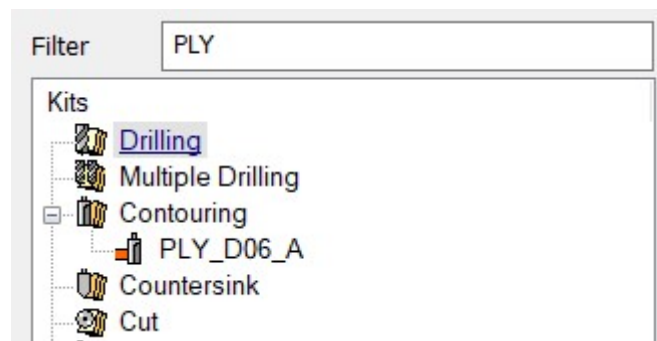 Filter PLY
Kits
Drilling
Multiple Drilling
Contouring
PLY_D06_A
Countersink
Cut